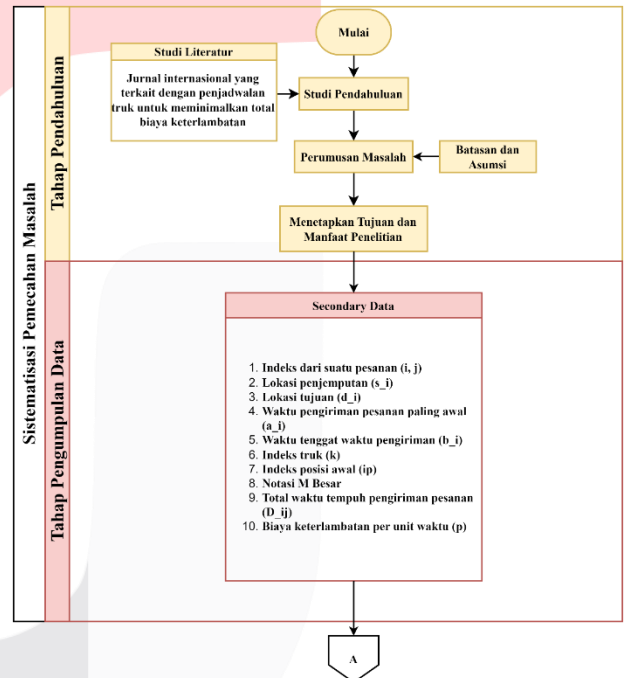 Sistematisasi Pemecahan Masalah
Tahap Pendahuluan
Mulai
Studi Literatur
Jurnal internasional yang
terkait dengan penjadwalan
truk untuk meminimalkan total
biaya keterlambatan
Studi Pendahuluan
Perumusan Masalah
Batasan dan
Asumsi
Menetapkan Tujuan dan
Manfaat Penelitian
Tahap Pengumpulan Data
Secondary Data
1. Indeks dari suatu pesanan (i, j)
2. Lokasi penjemputan (s_i)
3. Lokasi tujuan (d_i)
4. Waktu pengiriman pesanan paling awal
(a_i)
5. Waktu tenggat waktu pengiriman (b_i)
6. Indeks truk (k)
7. Indeks posisi awal (ip)
8. Notasi M Besar
9. Total waktu tempuh pengiriman pesanan
(D_ij)
10. Biaya keterlambatan per unit waktu (p)
A